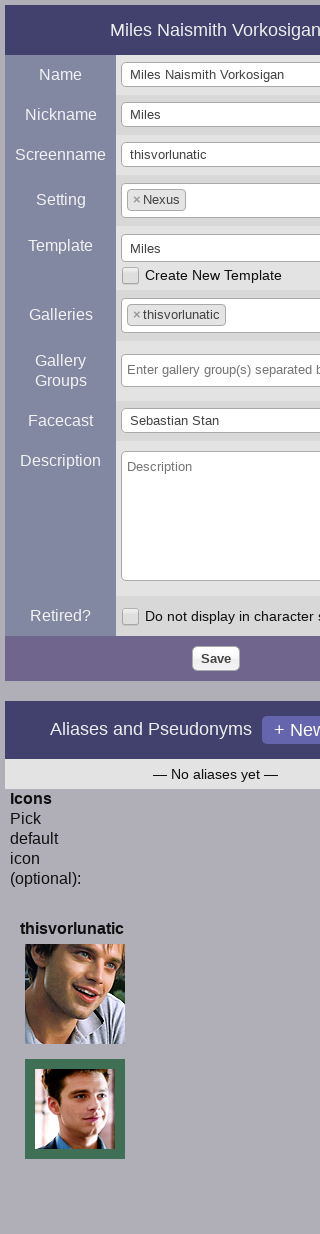 Miles Naismith Vorkosigan
Name
Miles Naismith Vorkosigan
Nickname
Miles
Screenname
thisvorlunatic
Setting
× Nexus
Template
Miles
Create New Template
Galleries
× thisvorlunatic
Gallery
Groups
Enter gallery group(s) separated
Facecast
Sebastian Stan
Description
Description
Retired?
Do not display in character
Save
Aliases and Pseudonyms
+ New
— No aliases yet —
Icons
Pick
default
icon
(optional):
thisvorlunatic